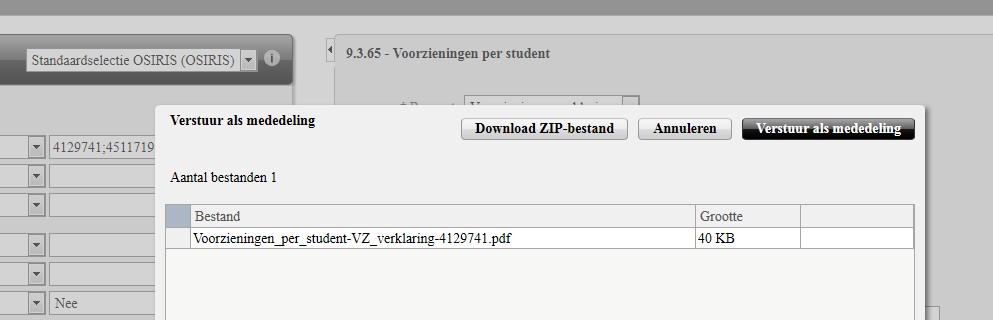 Standaardselectie OSIRIS (OSIRIS)
9.3.65 - Voorzieningen per student
Verstuur als mededeling
Download ZIP-bestand
Annuleren
Verstuur als mededeling
4129741;4511719
Aantal bestanden 1
Bestand
Grootte
Voorzieningen_per_student-VZ_verklaring-4129741.pdf
40 KB
Nee